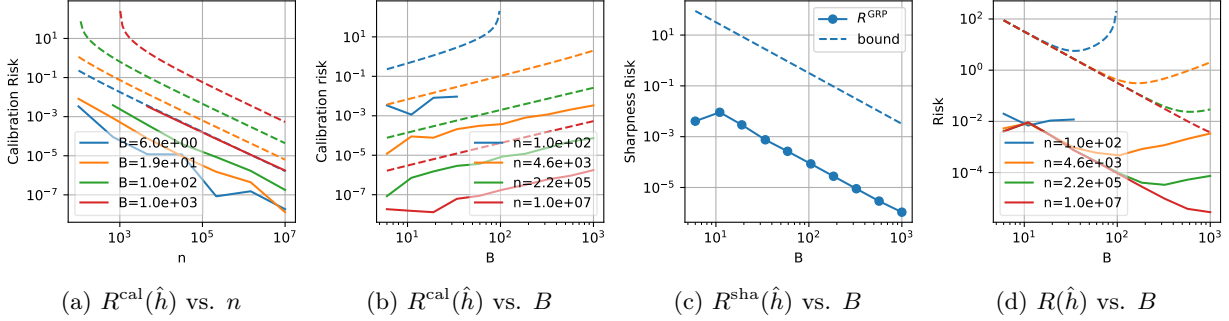 10^1
10^-1
10^-3
10^-5
10^-7
Calibration Risk
B=6.0e+00
B=1.9e+01
B=1.0e+02
B=1.0e+03
10^3
10^5
10^7
n
(a) R^cal(ĥ) vs. n
10^1
10^-1
10^-3
10^-5
10^-7
Calibration risk
n=1.0e+02
n=4.6e+03
n=2.2e+05
n=1.0e+07
10^1
10^2
10^3
B
(b) R^cal(ĥ) vs. B
10^1
10^-1
10^-3
10^-5
Sharpness Risk
R^GRP
bound
10^1
10^2
10^3
B
(c) R^sha(ĥ) vs. B
10^2
10^0
10^-2
10^-4
Risk
n=1.0e+02
n=4.6e+03
n=2.2e+05
n=1.0e+07
10^1
10^2
10^3
B
(d) R(ĥ) vs. B